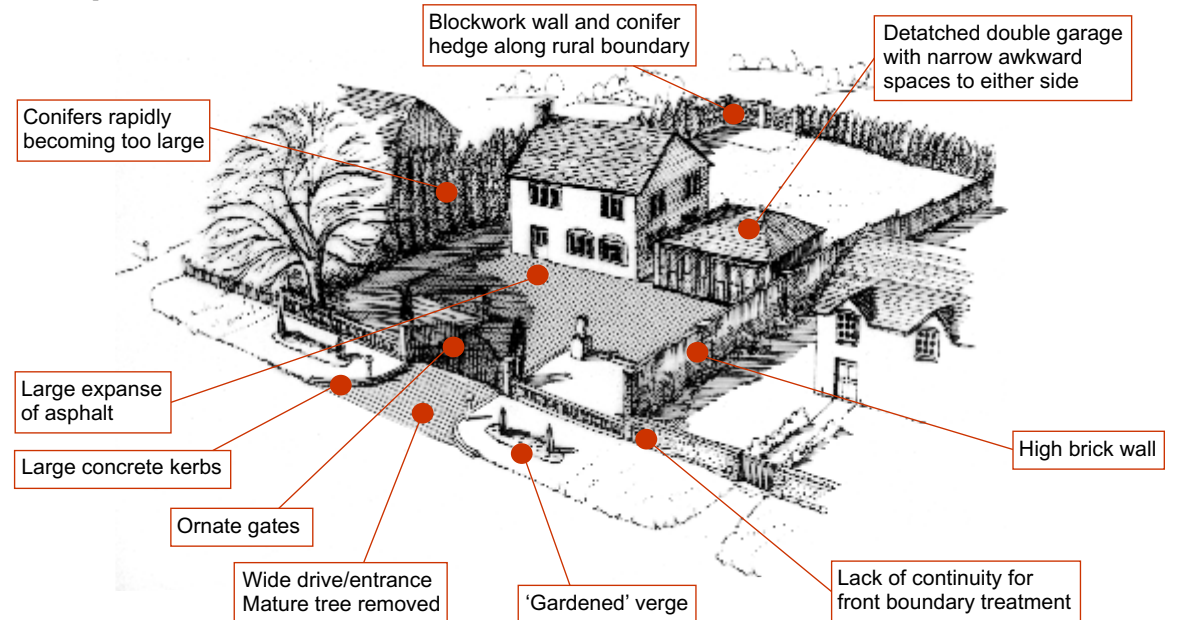 Blockwork wall and conifer
hedge along rural boundary
Detatched double garage
with narrow awkward
spaces to either side
Conifers rapidly
becoming too large
Large expanse
of asphalt
High brick wall
Large concrete kerbs
Ornate gates
Wide drive/entrance
Mature tree removed
‘Gardened’ verge
Lack of continuity for
front boundary treatment